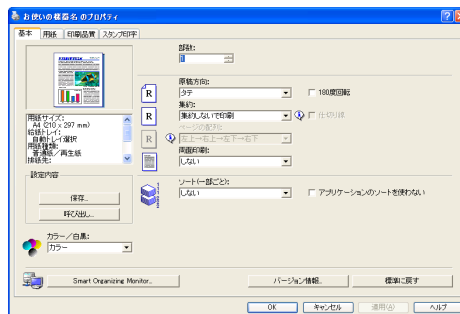 お使いの機器名 のプロパティ
基本 用紙 印刷品質 スタンプ印字
部数:
1
原稿方向:
タテ
180度回転
集約:
集約しないで印刷
仕切り線
ページの配列:
左上→右上→左下→右下
両面印刷:
しない
用紙サイズ:
A4 (210 x 297 mm)
給紙トレイ:
自動トレイ選択
用紙種類:
普通紙/再生紙
排紙先:
設定内容
保存...
呼び出し...
ソート(一部ごと):
しない
アプリケーションのソートを使わない
カラー/白黒:
カラー
Smart Organizing Monitor...
バージョン情報...
標準に戻す
OK キャンセル 適用(A) ヘルプ